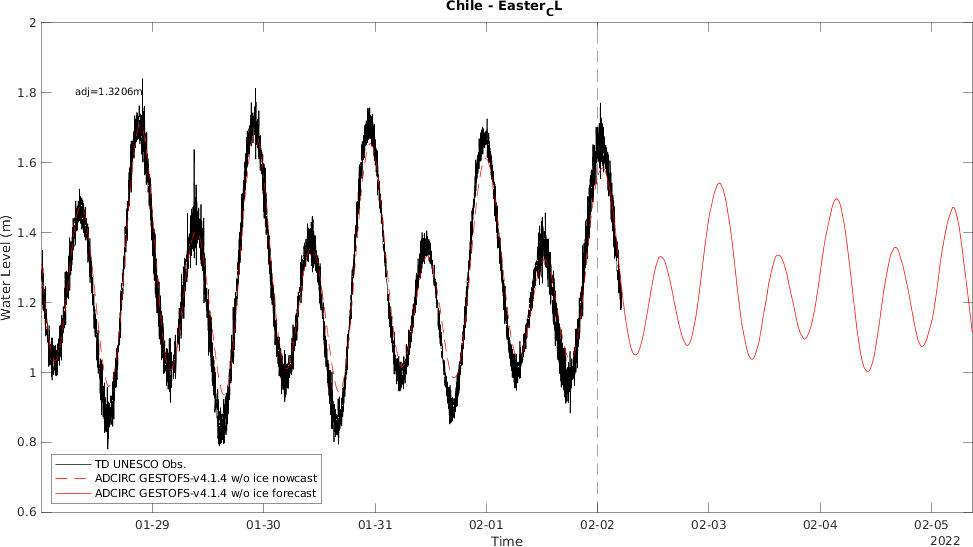 Chile - Easter_CL
2
1.8
1.6
1.4
1.2
1
0.8
0.6
Water Level (m)
adj=1.3206m
TD UNESCO Obs.
ADCIRC GESTOFS-v4.1.4 w/o ice nowcast
ADCIRC GESTOFS-v4.1.4 w/o ice forecast
01-29 01-30 01-31 02-01 02-02 02-03 02-04 02-05
Time
2022